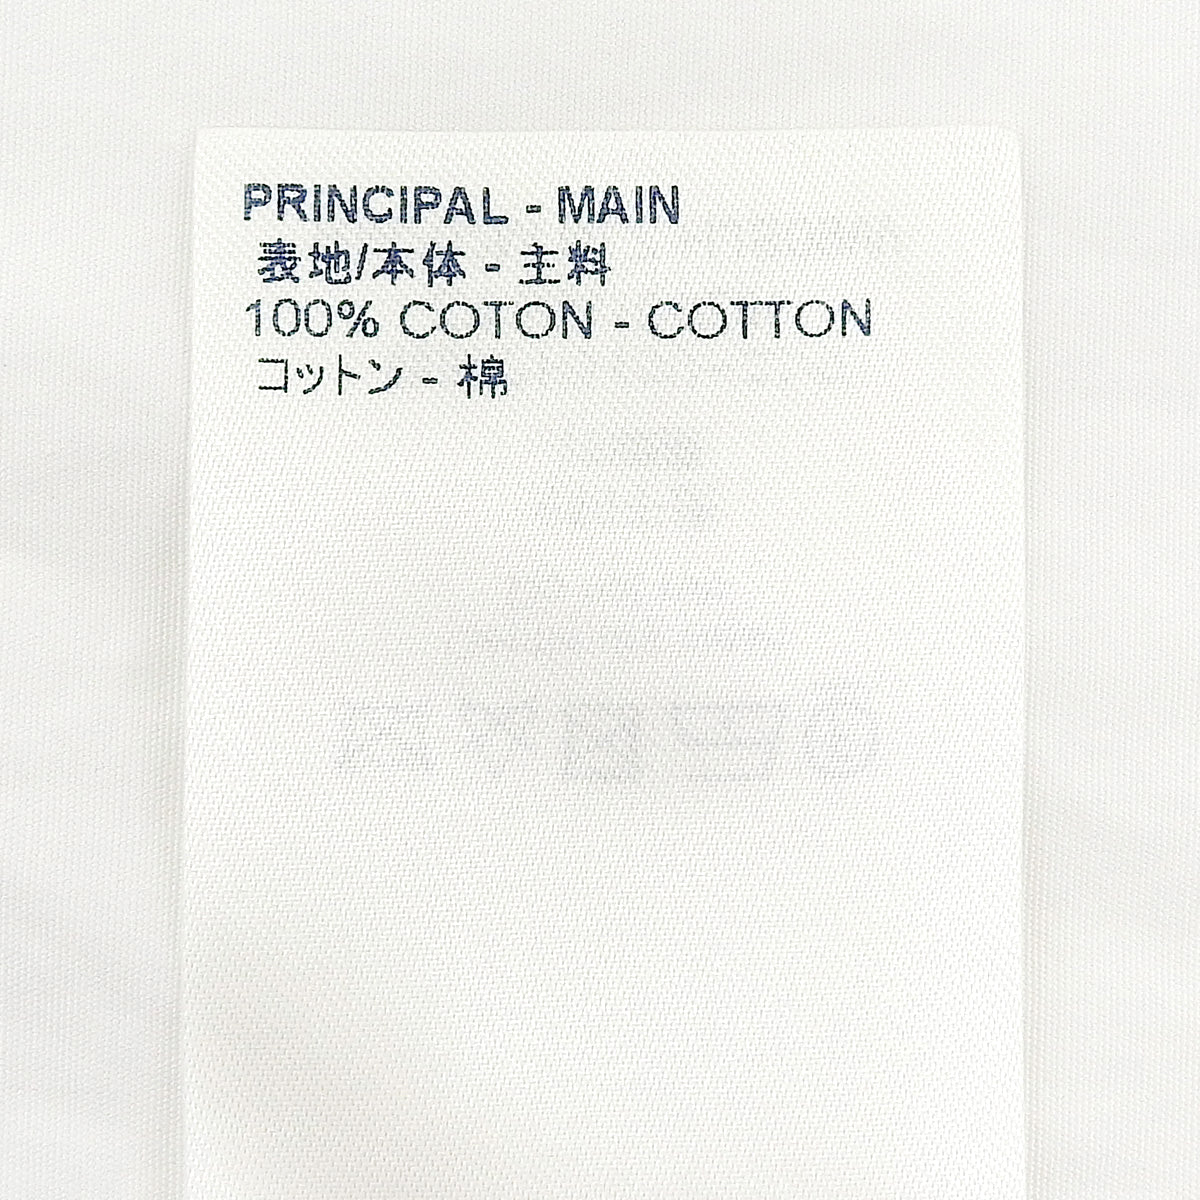 PRINCIPAL - MAIN
表地/本体 - 主料
100% COTON - COTTON
コットン - 棉